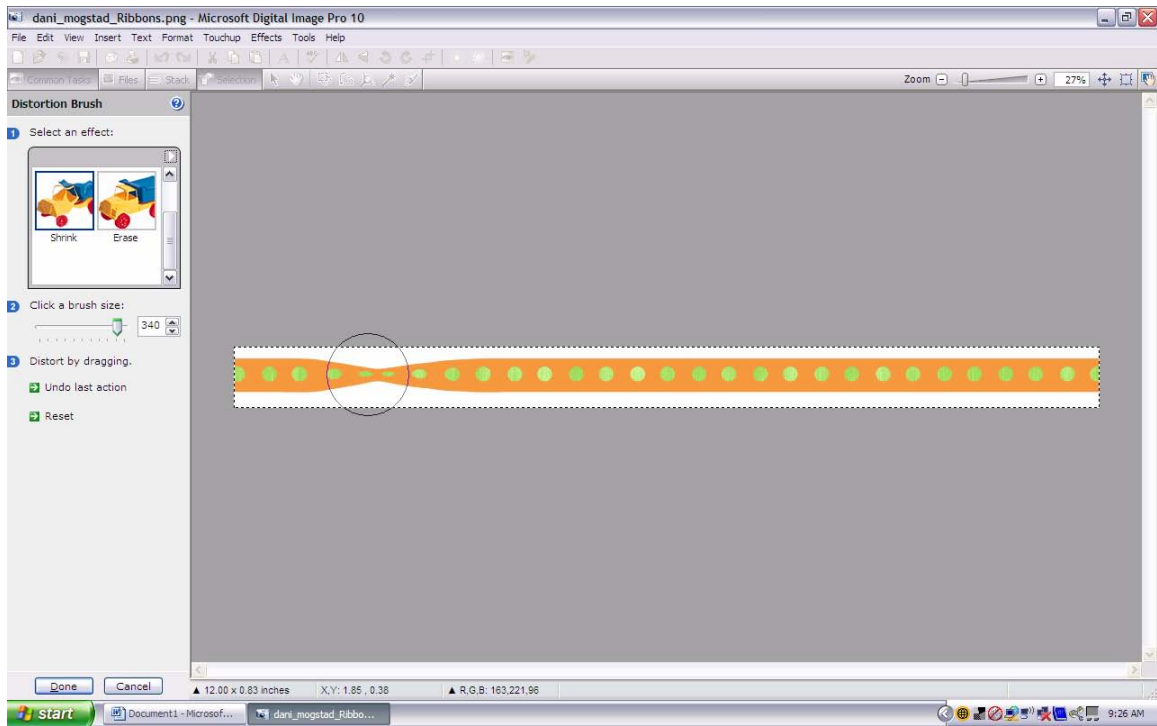 dani_mogstad_Ribbons.png - Microsoft Digital Image Pro 10
File Edit View Insert Text Format Touchup Effects Tools Help
Common Tasks Files Stack Selection Zoom 27%
Distortion Brush
1 Select an effect:
Shrink Erase
2 Click a brush size:
340
3 Distort by dragging.
Undo last action
Reset
Done Cancel
12.00 x 0.83 inches X,Y: 1.85 , 0.38 R,G,B: 163,221,96
start Document1 - Microsof... dani_mogstad_Ribbo... 9:26 AM